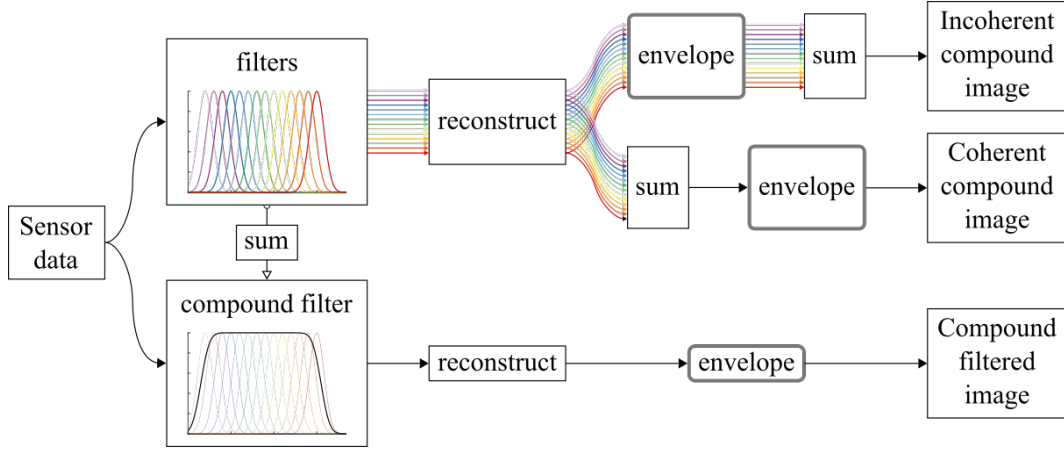 Sensor
data
filters
sum
compound filter
reconstruct
envelope
sum
Incoherent
compound
image
sum
envelope
Coherent
compound
image
reconstruct
envelope
Compound
filtered
image